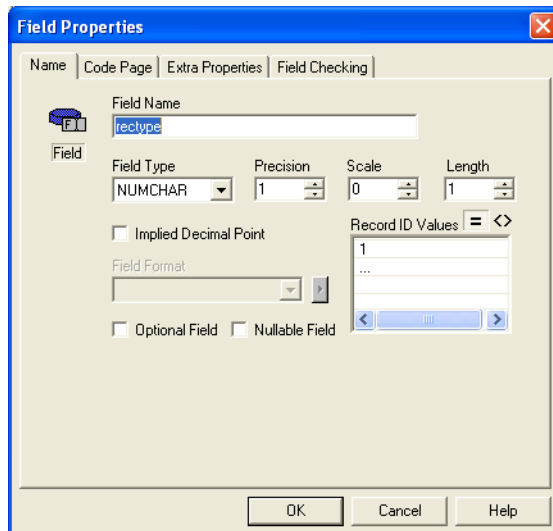 Field Properties
Name Code Page Extra Properties Field Checking
Field Name
F
rectype
Field
Field Type Precision Scale Length
NUMCHAR 1 0 1
Implied Decimal Point Record ID Values = <>
1
Field Format ...
Optional Field Nullable Field
OK Cancel Help